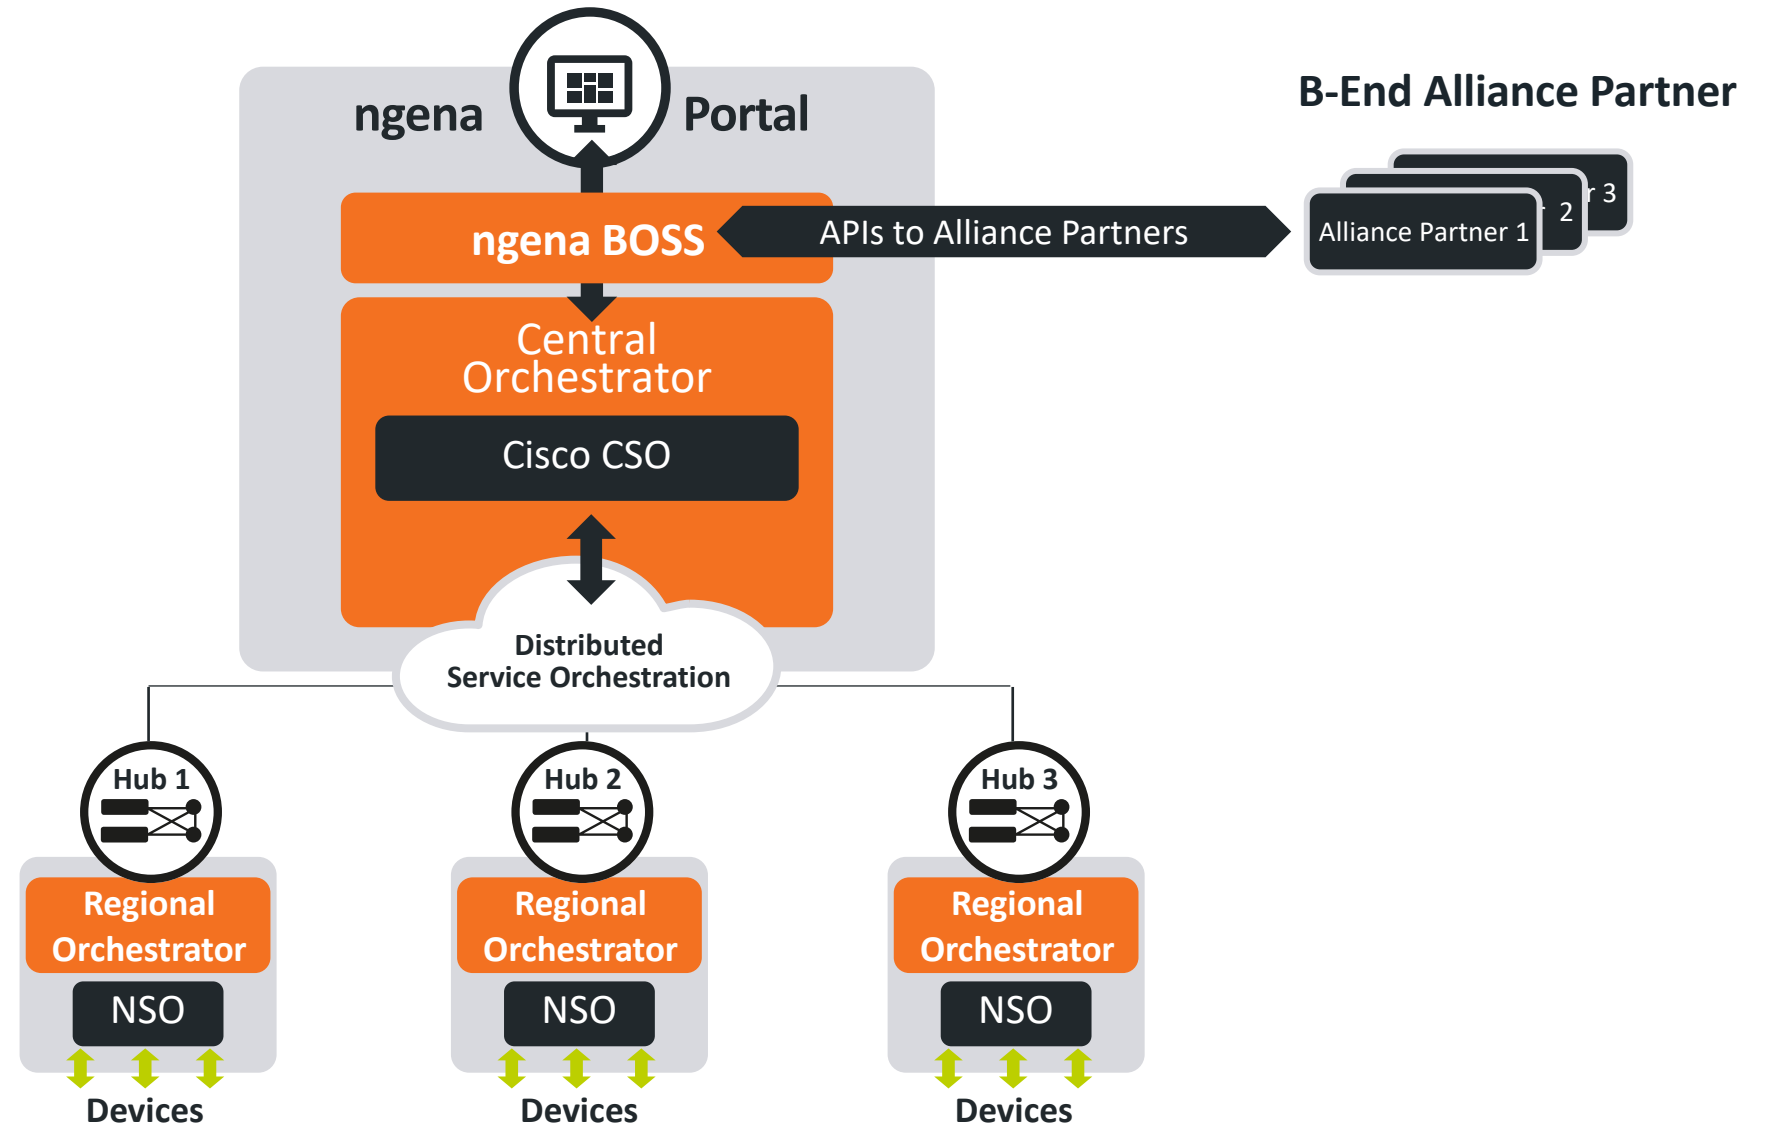 ngena Portal
B-End Alliance Partner
ngena BOSS
APIs to Alliance Partners
Alliance Partner 1
r 2
r 3
Central
Orchestrator
Cisco CSO
Distributed
Service Orchestration
Hub 1
Hub 2
Hub 3
Regional
Orchestrator
Regional
Orchestrator
Regional
Orchestrator
NSO
NSO
NSO
Devices
Devices
Devices